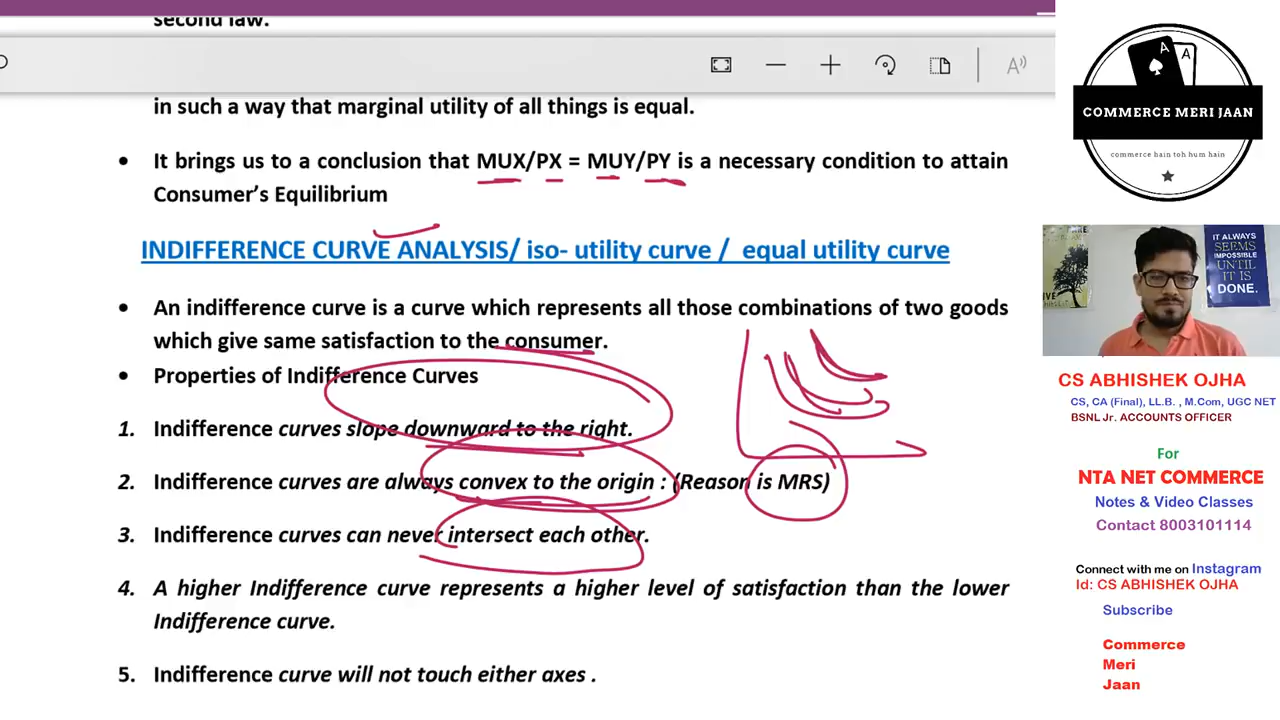 second law.
in such a way that marginal utility of all things is equal.
• It brings us to a conclusion that MUX/PX = MUY/PY is a necessary condition to attain
Consumer's Equilibrium
INDIFFERENCE CURVE ANALYSIS/ iso- utility curve / equal utility curve
• An indifference curve is a curve which represents all those combinations of two goods
which give same satisfaction to the consumer.
• Properties of Indifference Curves
1. Indifference curves slope downward to the right.
2. Indifference curves are always convex to the origin : (Reason is MRS)
3. Indifference curves can never intersect each other.
4. A higher Indifference curve represents a higher level of satisfaction than the lower
Indifference curve.
5. Indifference curve will not touch either axes .
A
A
COMMERCE MERI JAAN
commerce hain toh hum hain
IT ALWAYS
SEEMS
IMPOSSIBLE
UNTIL
IT IS
DONE.
CS ABHISHEK OJHA
CS, CA (Final), LL.B. , M.Com, UGC NET
BSNL Jr. ACCOUNTS OFFICER
For
NTA NET COMMERCE
Notes & Video Classes
Contact 8003101114
Connect with me on Instagram
Id: CS ABHISHEK OJHA
Subscribe
Commerce
Meri
Jaan